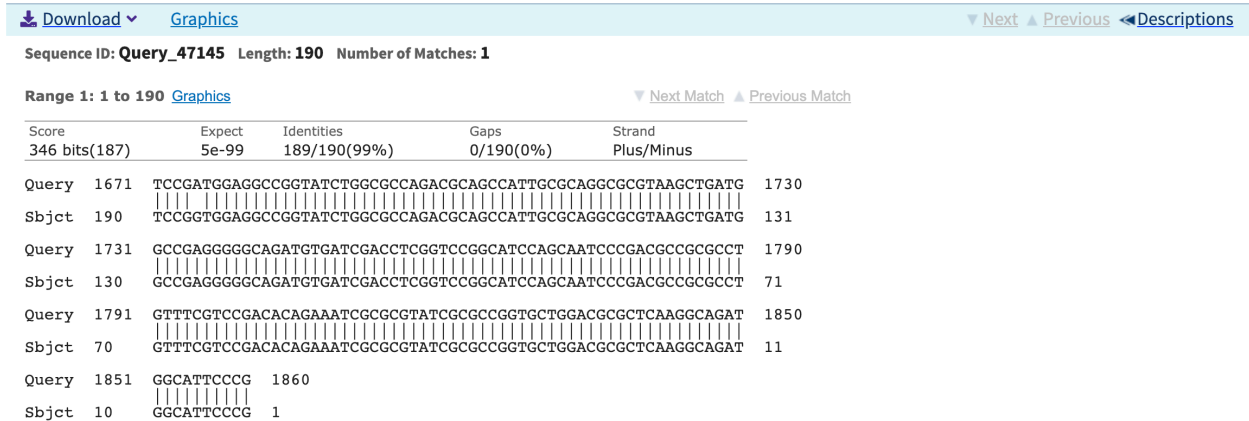 Download Graphics Next Previous Descriptions
Sequence ID: Query_47145 Length: 190 Number of Matches: 1
Range 1: 1 to 190 Graphics Next Match Previous Match
Score Expect Identities Gaps Strand
346 bits(187) 5e-99 189/190(99%) 0/190(0%) Plus/Minus
Query 1671 TCCGATGGAGGCCGGTATCTGGCGCCAGACGCAGCCATTGCGCAGGCGCGTAAGCTGATG 1730
Sbjct 190 TCCGGTGGAGGCCGGTATCTGGCGCCAGACGCAGCCATTGCGCAGGCGCGTAAGCTGATG 131
Query 1731 GCCGAGGGGGCAGATGTGATCGACCTCGGTCCGGCATCCAGCAATCCCGACGCCGCGCCT 1790
Sbjct 130 GCCGAGGGGGCAGATGTGATCGACCTCGGTCCGGCATCCAGCAATCCCGACGCCGCGCCT 71
Query 1791 GTTTCGTCCGACACAGAAATCGCGCGTATCGCGCCGGTGCTGGACGCGCTCAAGGCAGAT 1850
Sbjct 70 GTTTCGTCCGACACAGAAATCGCGCGTATCGCGCCGGTGCTGGACGCGCTCAAGGCAGAT 11
Query 1851 GGCATTCCCG 1860
Sbjct 10 GGCATTCCCG 1